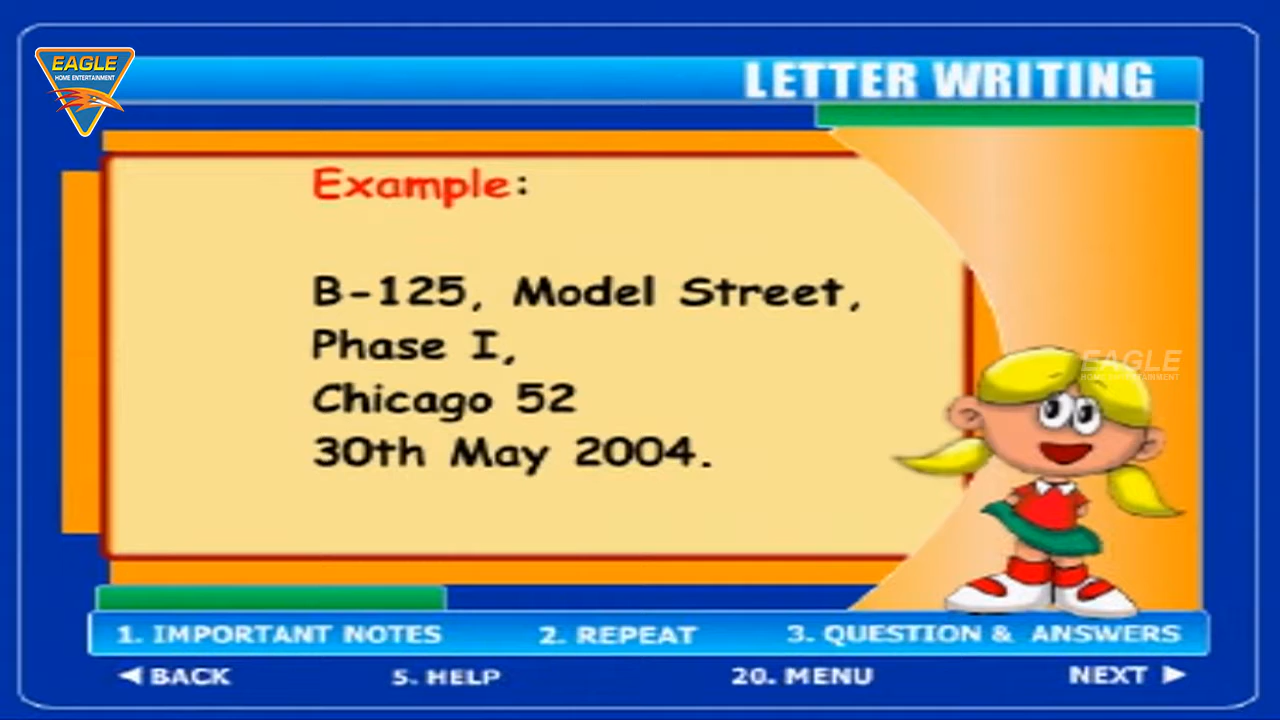 EAGLE
HOME ENTERTAINMENT
LETTER WRITING
Example:
B-125, Model Street,
Phase I,
Chicago 52
30th May 2004.
EAGLE
HOME ENTERTAINMENT
1. IMPORTANT NOTES 2. REPEAT 3. QUESTION & ANSWERS
◀ BACK 5. HELP 20. MENU NEXT ▶